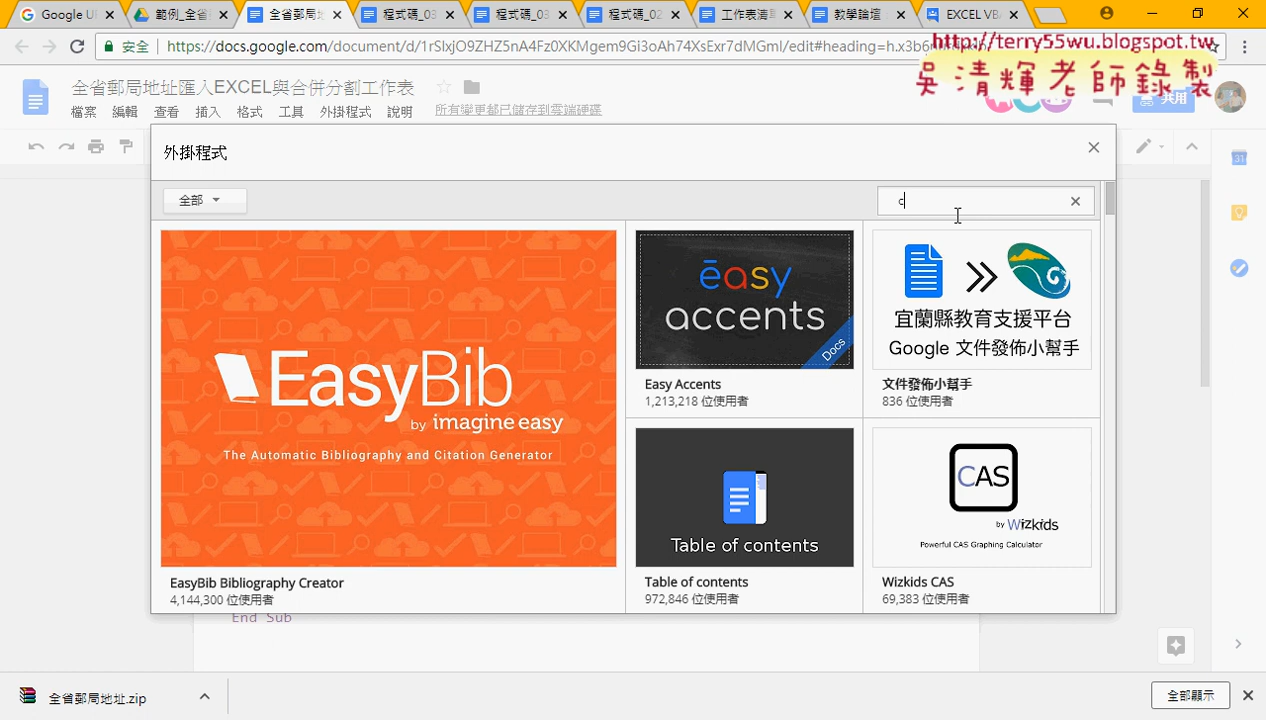 Google UI
範例_全省
全省郵局地
程式碼_03
程式碼_03
程式碼_02
工作表清單
教學論壇
EXCEL VBA
安全
https://docs.google.com/document/d/1rSlxJO9ZHZ5nA4Fz0XKMgem9Gi3oAh74XsExr7dMGmI/edit#heading=h.x3b6
http://terry55wu.blogspot.tw
吳清輝老師錄製
全省郵局地址匯入EXCEL與合併分割工作表
檔案 編輯 查看 插入 格式 工具 外掛程式 說明
所有變更都已儲存到雲端硬碟
共用
外掛程式
全部
c
EasyBib
by imagine easy
The Automatic Bibliography and Citation Generator
EasyBib Bibliography Creator
4,144,300 位使用者
ēasy
accents
Docs
Easy Accents
1,213,218 位使用者
宜蘭縣教育支援平台
Google 文件發佈小幫手
文件發佈小幫手
836 位使用者
Table of contents
Table of contents
972,846 位使用者
CAS
by Wizkids
Powerful CAS Graphing Calculator
Wizkids CAS
69,383 位使用者
31
End Sub
全省郵局地址.zip
全部顯示